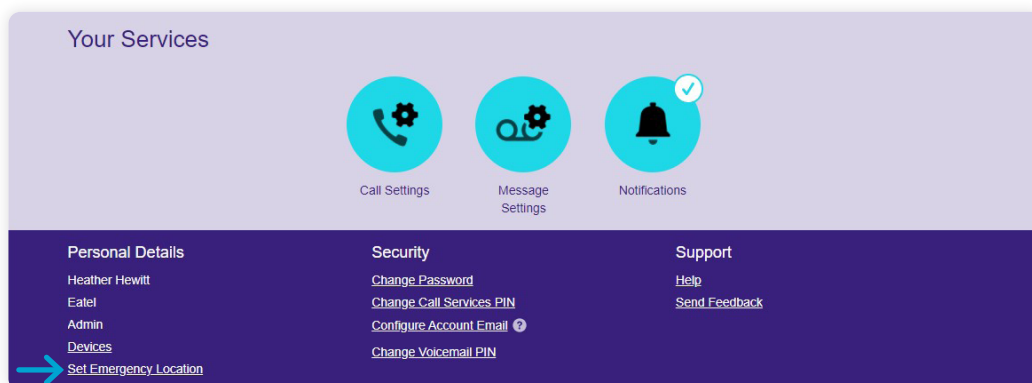 Your Services
Call Settings
Message
Settings
Notifications
Personal Details
Heather Hewitt
Eatel
Admin
Devices
Set Emergency Location
Security
Change Password
Change Call Services PIN
Configure Account Email ?
Change Voicemail PIN
Support
Help
Send Feedback